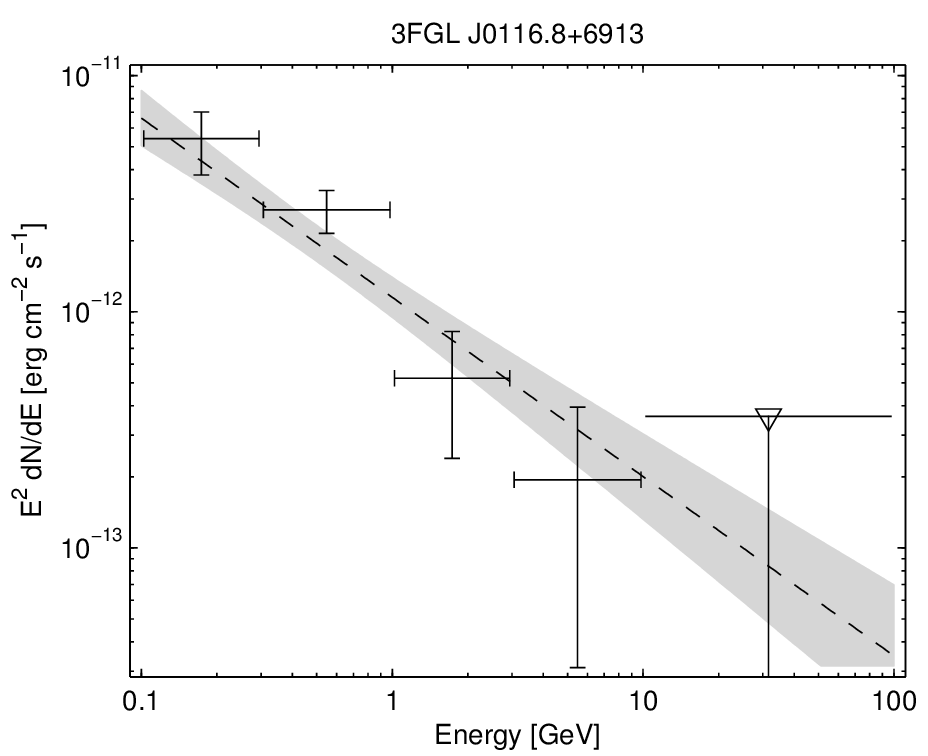 3FGL J0116.8+6913
10⁻¹¹
10⁻¹²
10⁻¹³
E² dN/dE [erg cm⁻² s⁻¹]
0.1 1 10 100
Energy [GeV]